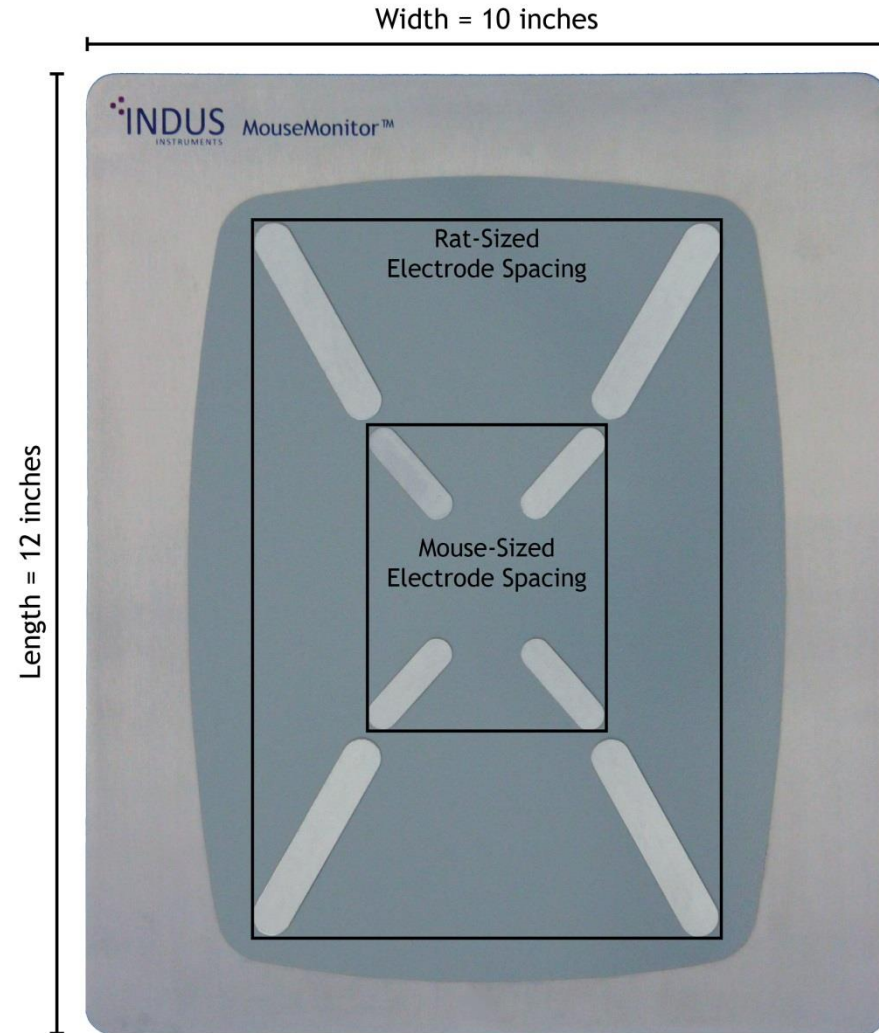 Width = 10 inches
INDUS
INSTRUMENTS
MouseMonitor™
Length = 12 inches
Rat-Sized
Electrode Spacing
Mouse-Sized
Electrode Spacing